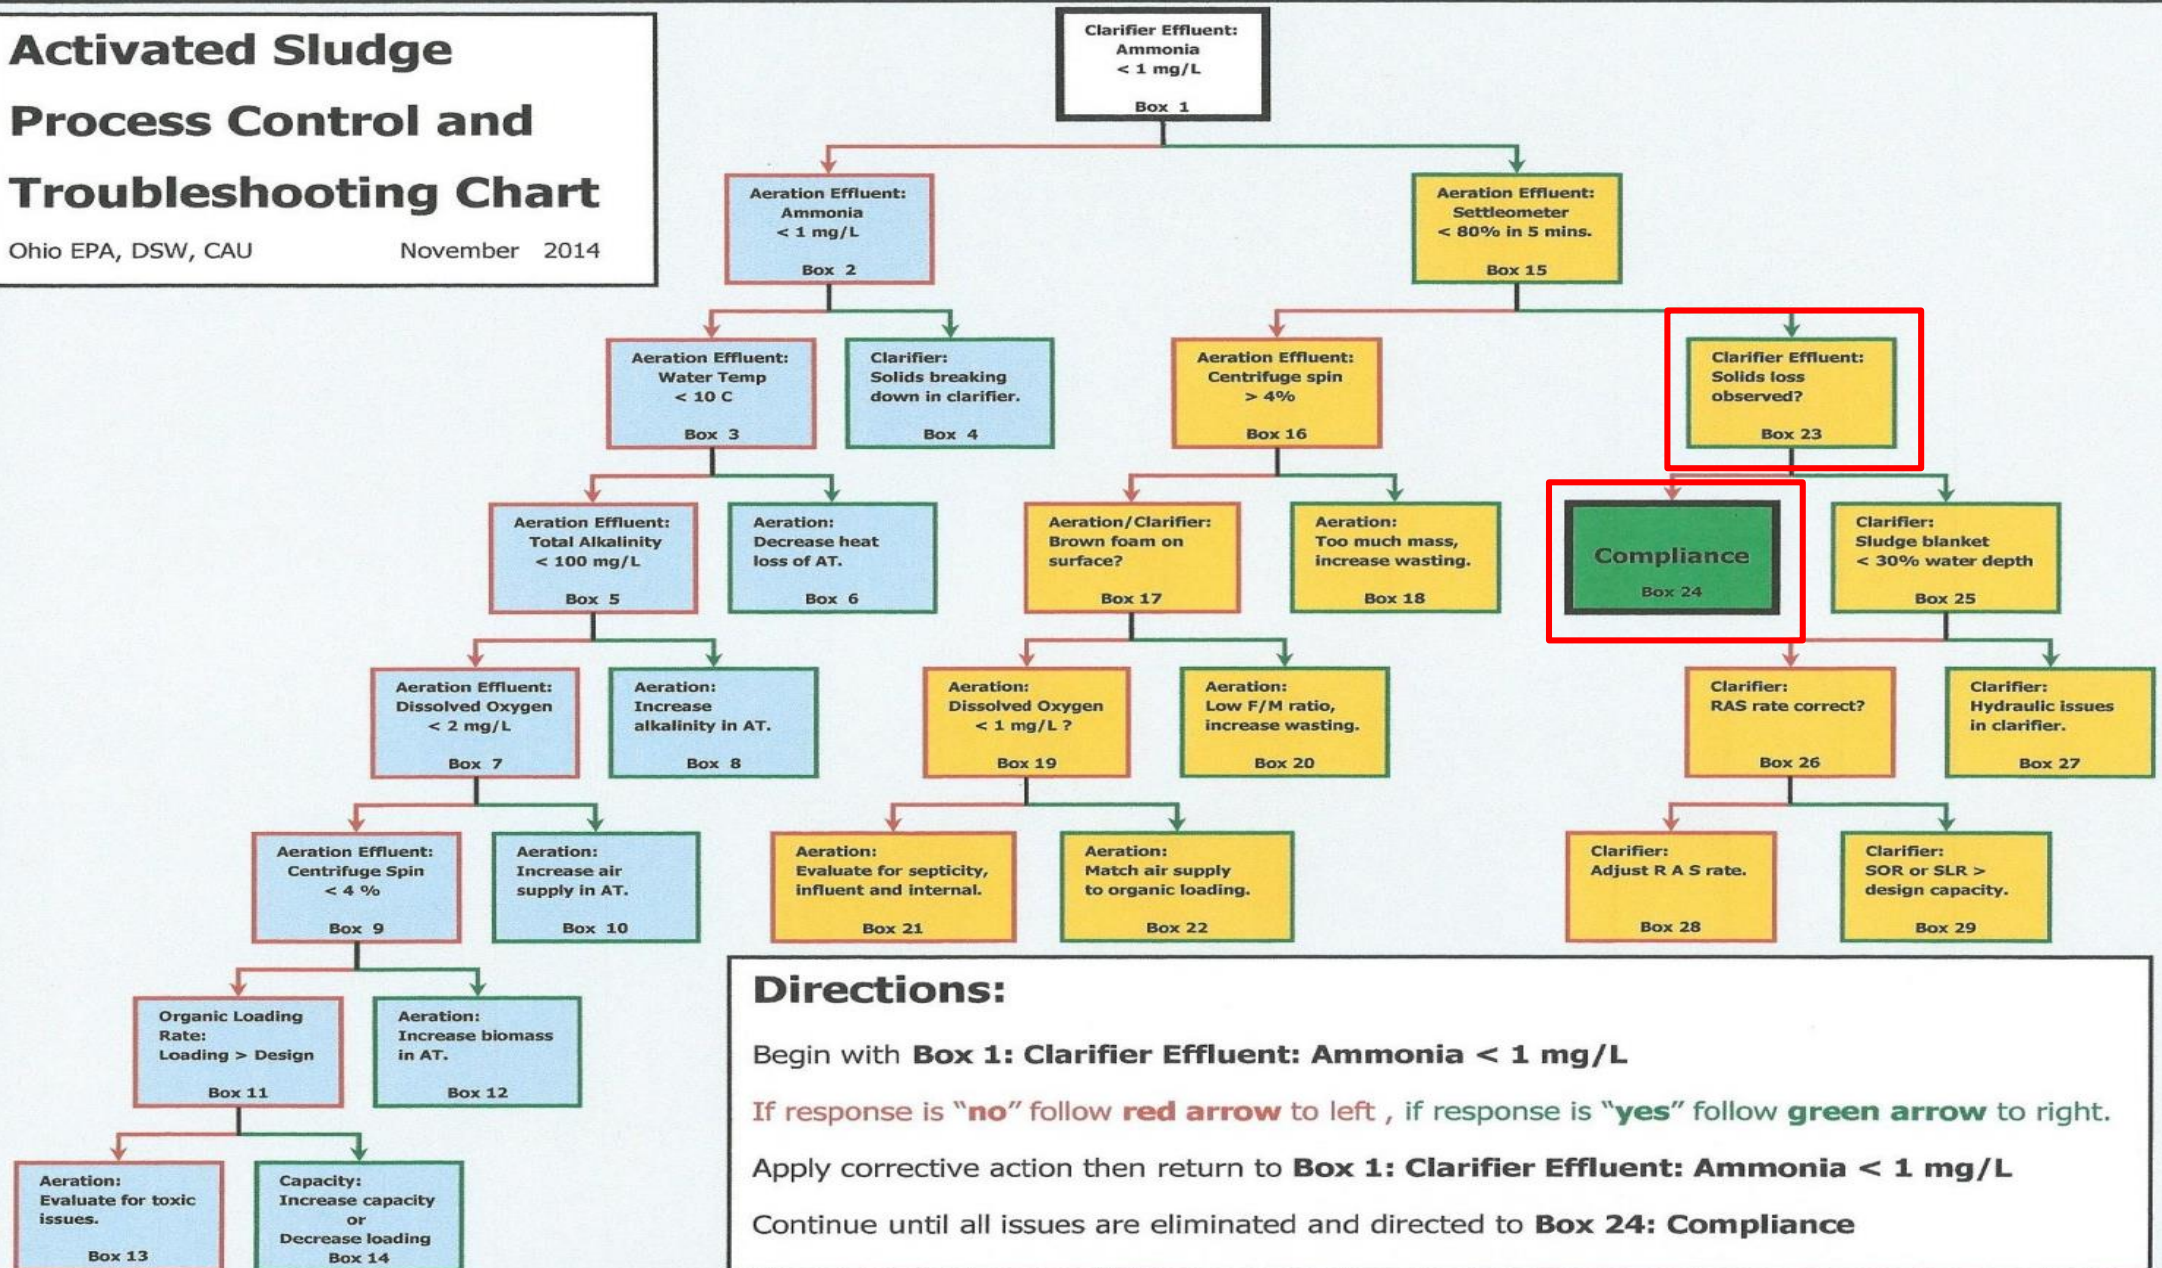 Activated Sludge
Process Control and
Troubleshooting Chart
Ohio EPA, DSW, CAU November 2014
Clarifier Effluent:
Ammonia
< 1 mg/L
Box 1
Aeration Effluent:
Ammonia
< 1 mg/L
Box 2
Aeration Effluent:
Settleometer
< 80% in 5 mins.
Box 15
Aeration Effluent:
Water Temp
< 10 C
Box 3
Clarifier:
Solids breaking
down in clarifier.
Box 4
Aeration Effluent:
Centrifuge spin
> 4%
Box 16
Clarifier Effluent:
Solids loss
observed?
Box 23
Aeration Effluent:
Total Alkalinity
< 100 mg/L
Box 5
Aeration:
Decrease heat
loss of AT.
Box 6
Aeration/Clarifier:
Brown foam on
surface?
Box 17
Aeration:
Too much mass,
increase wasting.
Box 18
Compliance
Box 24
Clarifier:
Sludge blanket
< 30% water depth
Box 25
Aeration Effluent:
Dissolved Oxygen
< 2 mg/L
Box 7
Aeration:
Increase
alkalinity in AT.
Box 8
Aeration:
Dissolved Oxygen
< 1 mg/L ?
Box 19
Aeration:
Low F/M ratio,
increase wasting.
Box 20
Clarifier:
RAS rate correct?
Box 26
Clarifier:
Hydraulic issues
in clarifier.
Box 27
Aeration Effluent:
Centrifuge Spin
< 4 %
Box 9
Aeration:
Increase air
supply in AT.
Box 10
Aeration:
Evaluate for septicity,
influent and internal.
Box 21
Aeration:
Match air supply
to organic loading.
Box 22
Clarifier:
Adjust R A S rate.
Box 28
Clarifier:
SOR or SLR >
design capacity.
Box 29
Organic Loading
Rate:
Loading > Design
Box 11
Aeration:
Increase biomass
in AT.
Box 12
Aeration:
Evaluate for toxic
issues.
Box 13
Capacity:
Increase capacity
or
Decrease loading
Box 14
Directions:
Begin with Box 1: Clarifier Effluent: Ammonia < 1 mg/L
If response is "no" follow red arrow to left , if response is "yes" follow green arrow to right.
Apply corrective action then return to Box 1: Clarifier Effluent: Ammonia < 1 mg/L
Continue until all issues are eliminated and directed to Box 24: Compliance